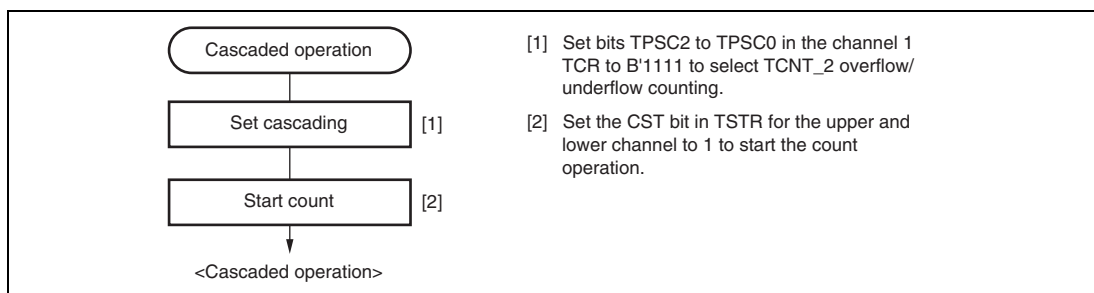 Cascaded operation
Set cascading
[1]
Start count
[2]
<Cascaded operation>
[1] Set bits TPSC2 to TPSC0 in the channel 1
TCR to B'1111 to select TCNT_2 overflow/
underflow counting.
[2] Set the CST bit in TSTR for the upper and
lower channel to 1 to start the count
operation.